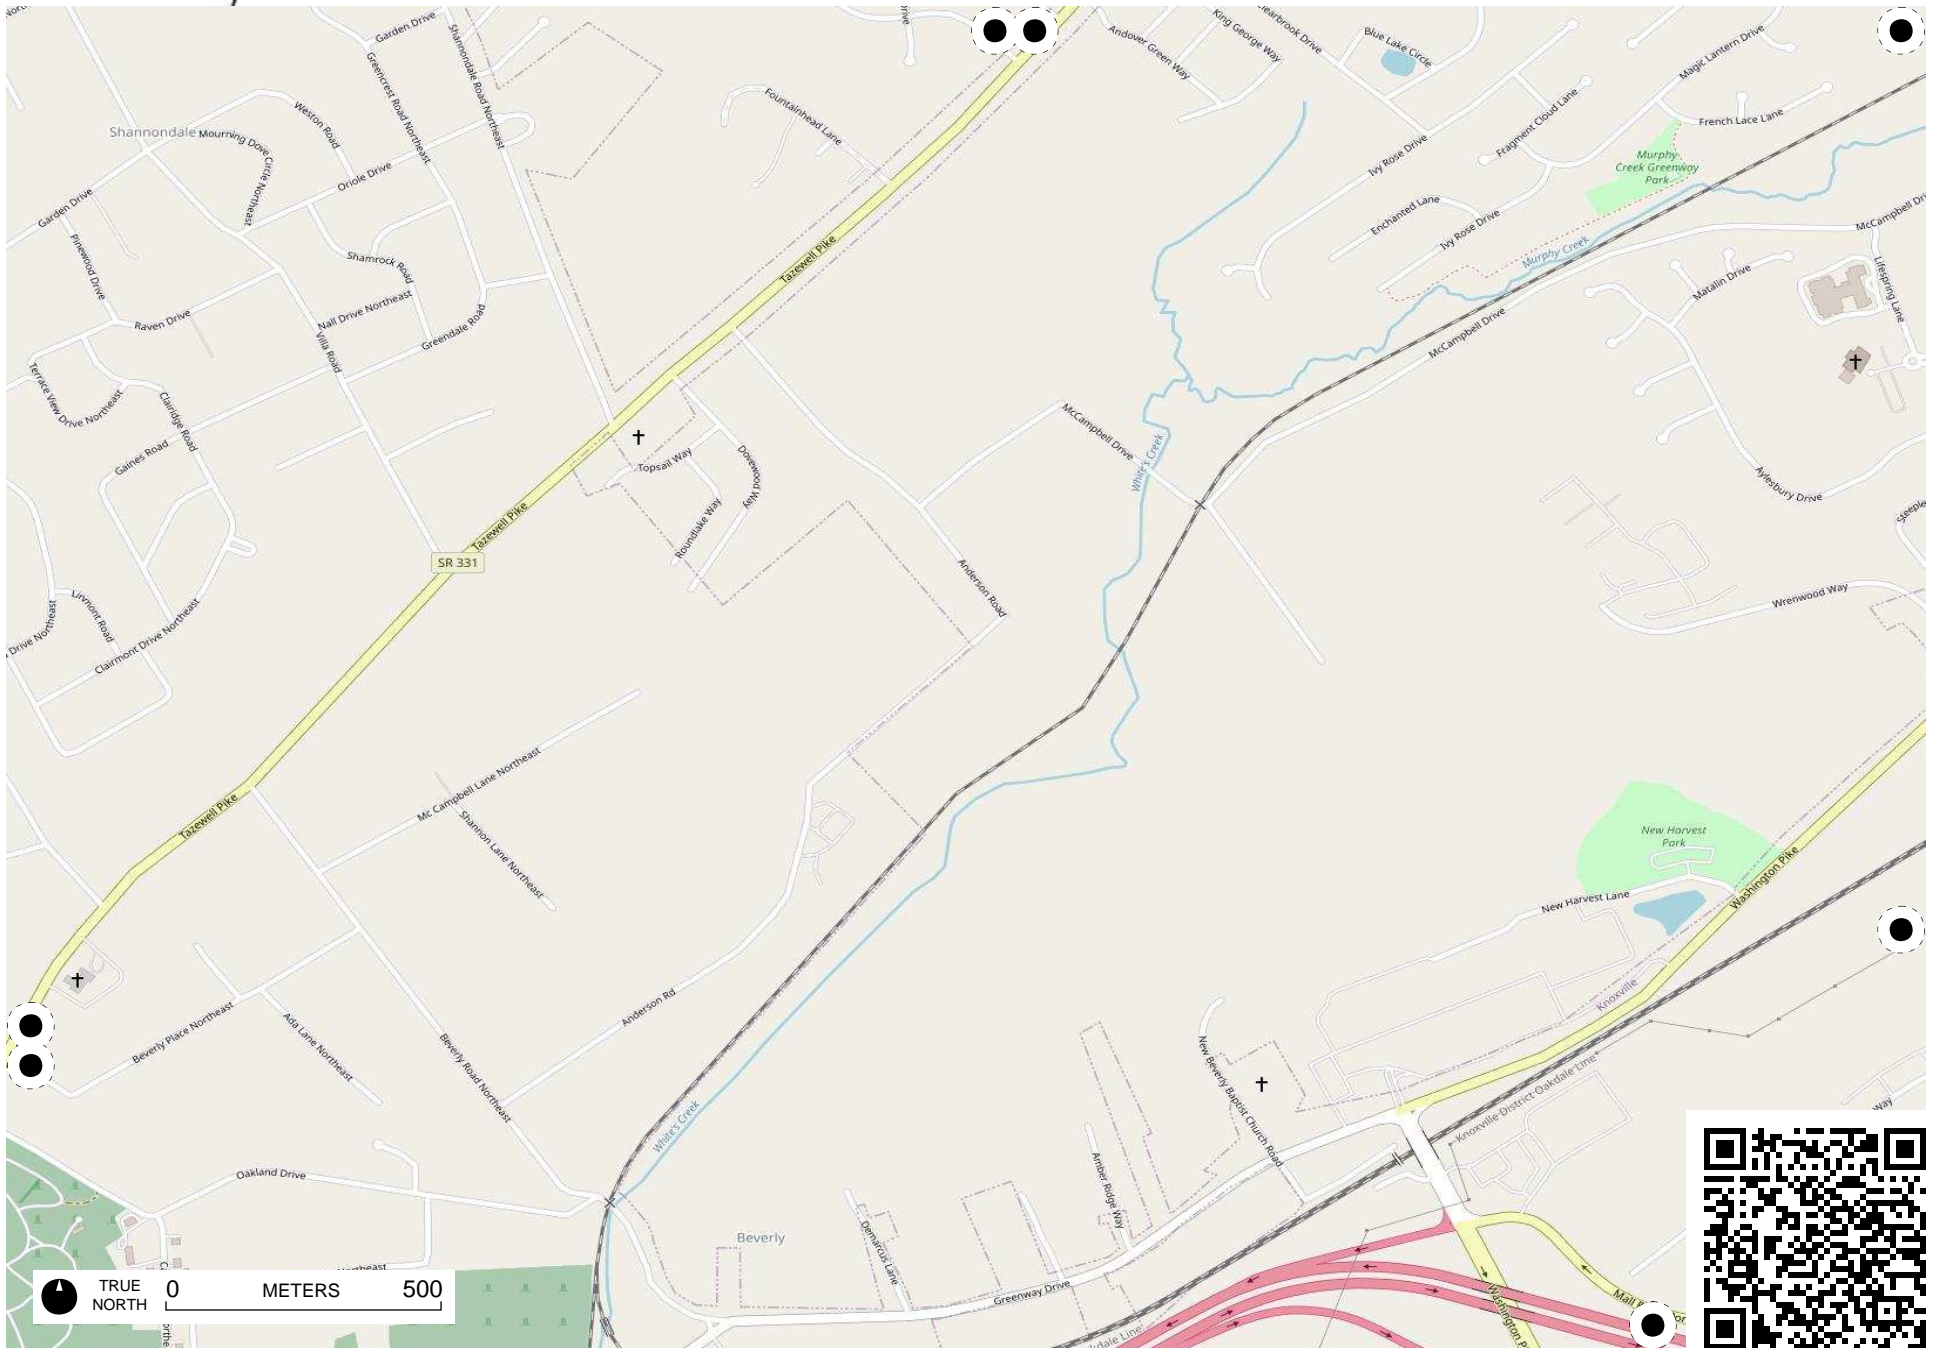 Garden Drive
Shannondale Road Northeast
Greencrest Road Northeast
Weston Road
Shannondale
Mourning Dove Circle Northeast
Oriole Drive
Garden Drive
Pinewood Drive
Shamrock Road
Raven Drive
Nall Drive Northeast
Greendale Road
Villa Road
Terrace View Drive Northeast
Clairidge Road
Gaines Road
Linmont Road
Drive Northeast
Clairmont Drive Northeast
Fountainhead Lane
Tazewell Pike
Andover Green Way
King George Way
Blue Lake Circle
Magic Lantern Drive
French Lace Lane
Fragment Cloud Lane
Ivy Rose Drive
Enchanted Lane
Ivy Rose Drive
Murphy
Creek Greenway
Park
Murphy Creek
McCampbell Drive
Matalin Drive
Lifespring Lane
Aylesbury Drive
McCampbell Drive
White's Creek
Topsail Way
Dovewood Way
Roundlake Way
Tazewell Pike
SR 331
Anderson Road
Wrenwood Way
Tazewell Pike
Mc Campbell Lane Northeast
Shannon Lane Northeast
New Harvest
Park
New Harvest Lane
Washington Pike
Knoxville
Anderson Rd
Beverly Place Northeast
Ada Lane Northeast
Beverly Road Northeast
White's Creek
New Beverly Baptist Church Road
Knoxville District Oakdale Line
Way
Oakland Drive
Amber Ridge Way
Beverly
Demarcus Lane
Greenway Drive
TRUE
NORTH
0 METERS 500